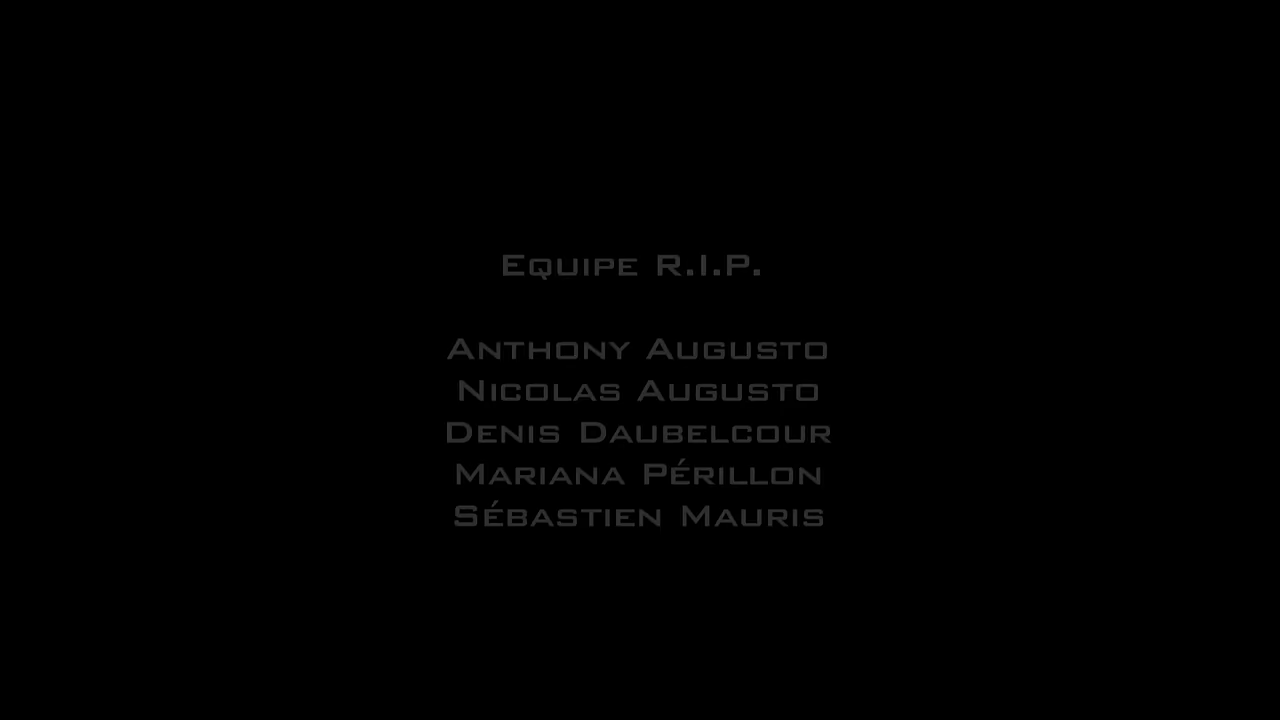 Equipe R.I.P.
Anthony Augusto
Nicolas Augusto
Denis Daubelcour
Mariana Périllon
Sébastien Mauris